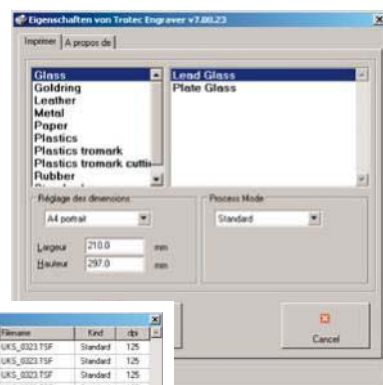 Eigenschaften von Trotec Engraver v7.00.23
Imprimer A propos de
Glass
Goldring
Leather
Metal
Paper
Plastics
Plastics tromark
Plastics tromark cuttin
Rubber
Lead Glass
Plate Glass
Réglage des dimensions
A4 portrait
Largeur 210.0 mm
Hauteur 297.0 mm
Process Mode
Standard
Cancel
Filename Kind dpi
UKS_0323.TSF Standard 125
UKS_0323.TSF Standard 125
UKS_0323.TSF Standard 125